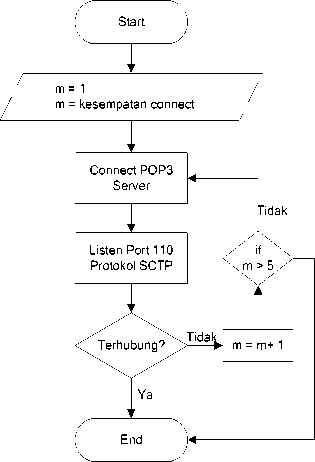 Start
m = 1
m = kesempatan connect
Connect POP3
Server
Tidak
Listen Port 110
Protokol SCTP
if
m > 5
Terhubung?
Tidak
m = m+ 1
Ya
End